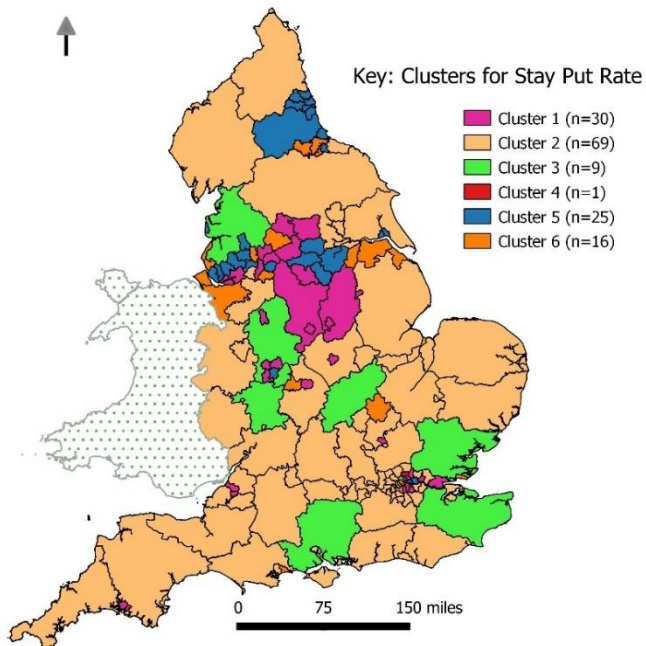 Key: Clusters for Stay Put Rate
Cluster 1 (n=30)
Cluster 2 (n=69)
Cluster 3 (n=9)
Cluster 4 (n=1)
Cluster 5 (n=25)
Cluster 6 (n=16)
0 75 150 miles